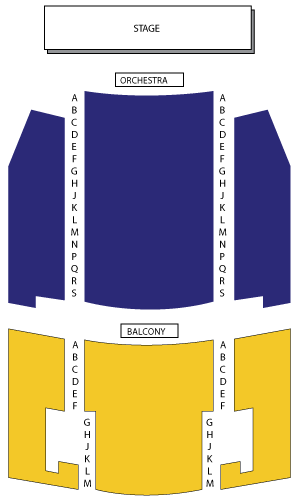 STAGE
ORCHESTRA
A A
B B
C C
D D
E E
F F
G G
H H
J J
K K
L L
M M
N N
P P
Q Q
R R
S S
BALCONY
A A
B B
C C
D D
E E
F F
G G
H H
J J
K K
L L
M M